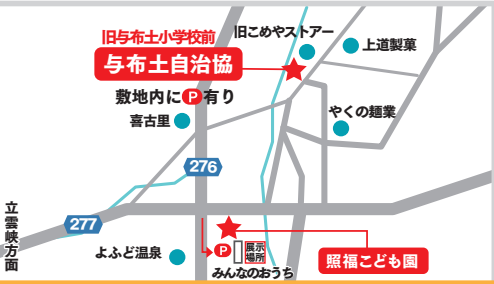 旧与布土小学校前
旧こめやストアー
上道製菓
与布土自治協
敷地内にP有り
喜古里
やくの麺業
276
277
立雲峡方面
よふど温泉
P
展示
場所
みんなのおうち
照福こども園